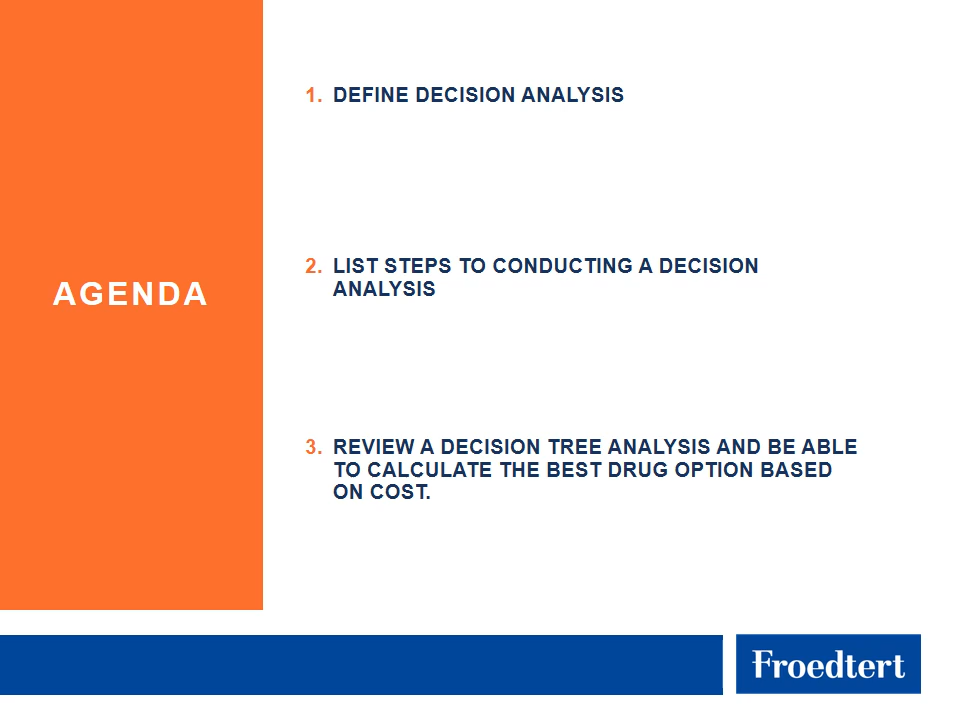 AGENDA
1. DEFINE DECISION ANALYSIS
2. LIST STEPS TO CONDUCTING A DECISION
ANALYSIS
3. REVIEW A DECISION TREE ANALYSIS AND BE ABLE
TO CALCULATE THE BEST DRUG OPTION BASED
ON COST.
Froedtert